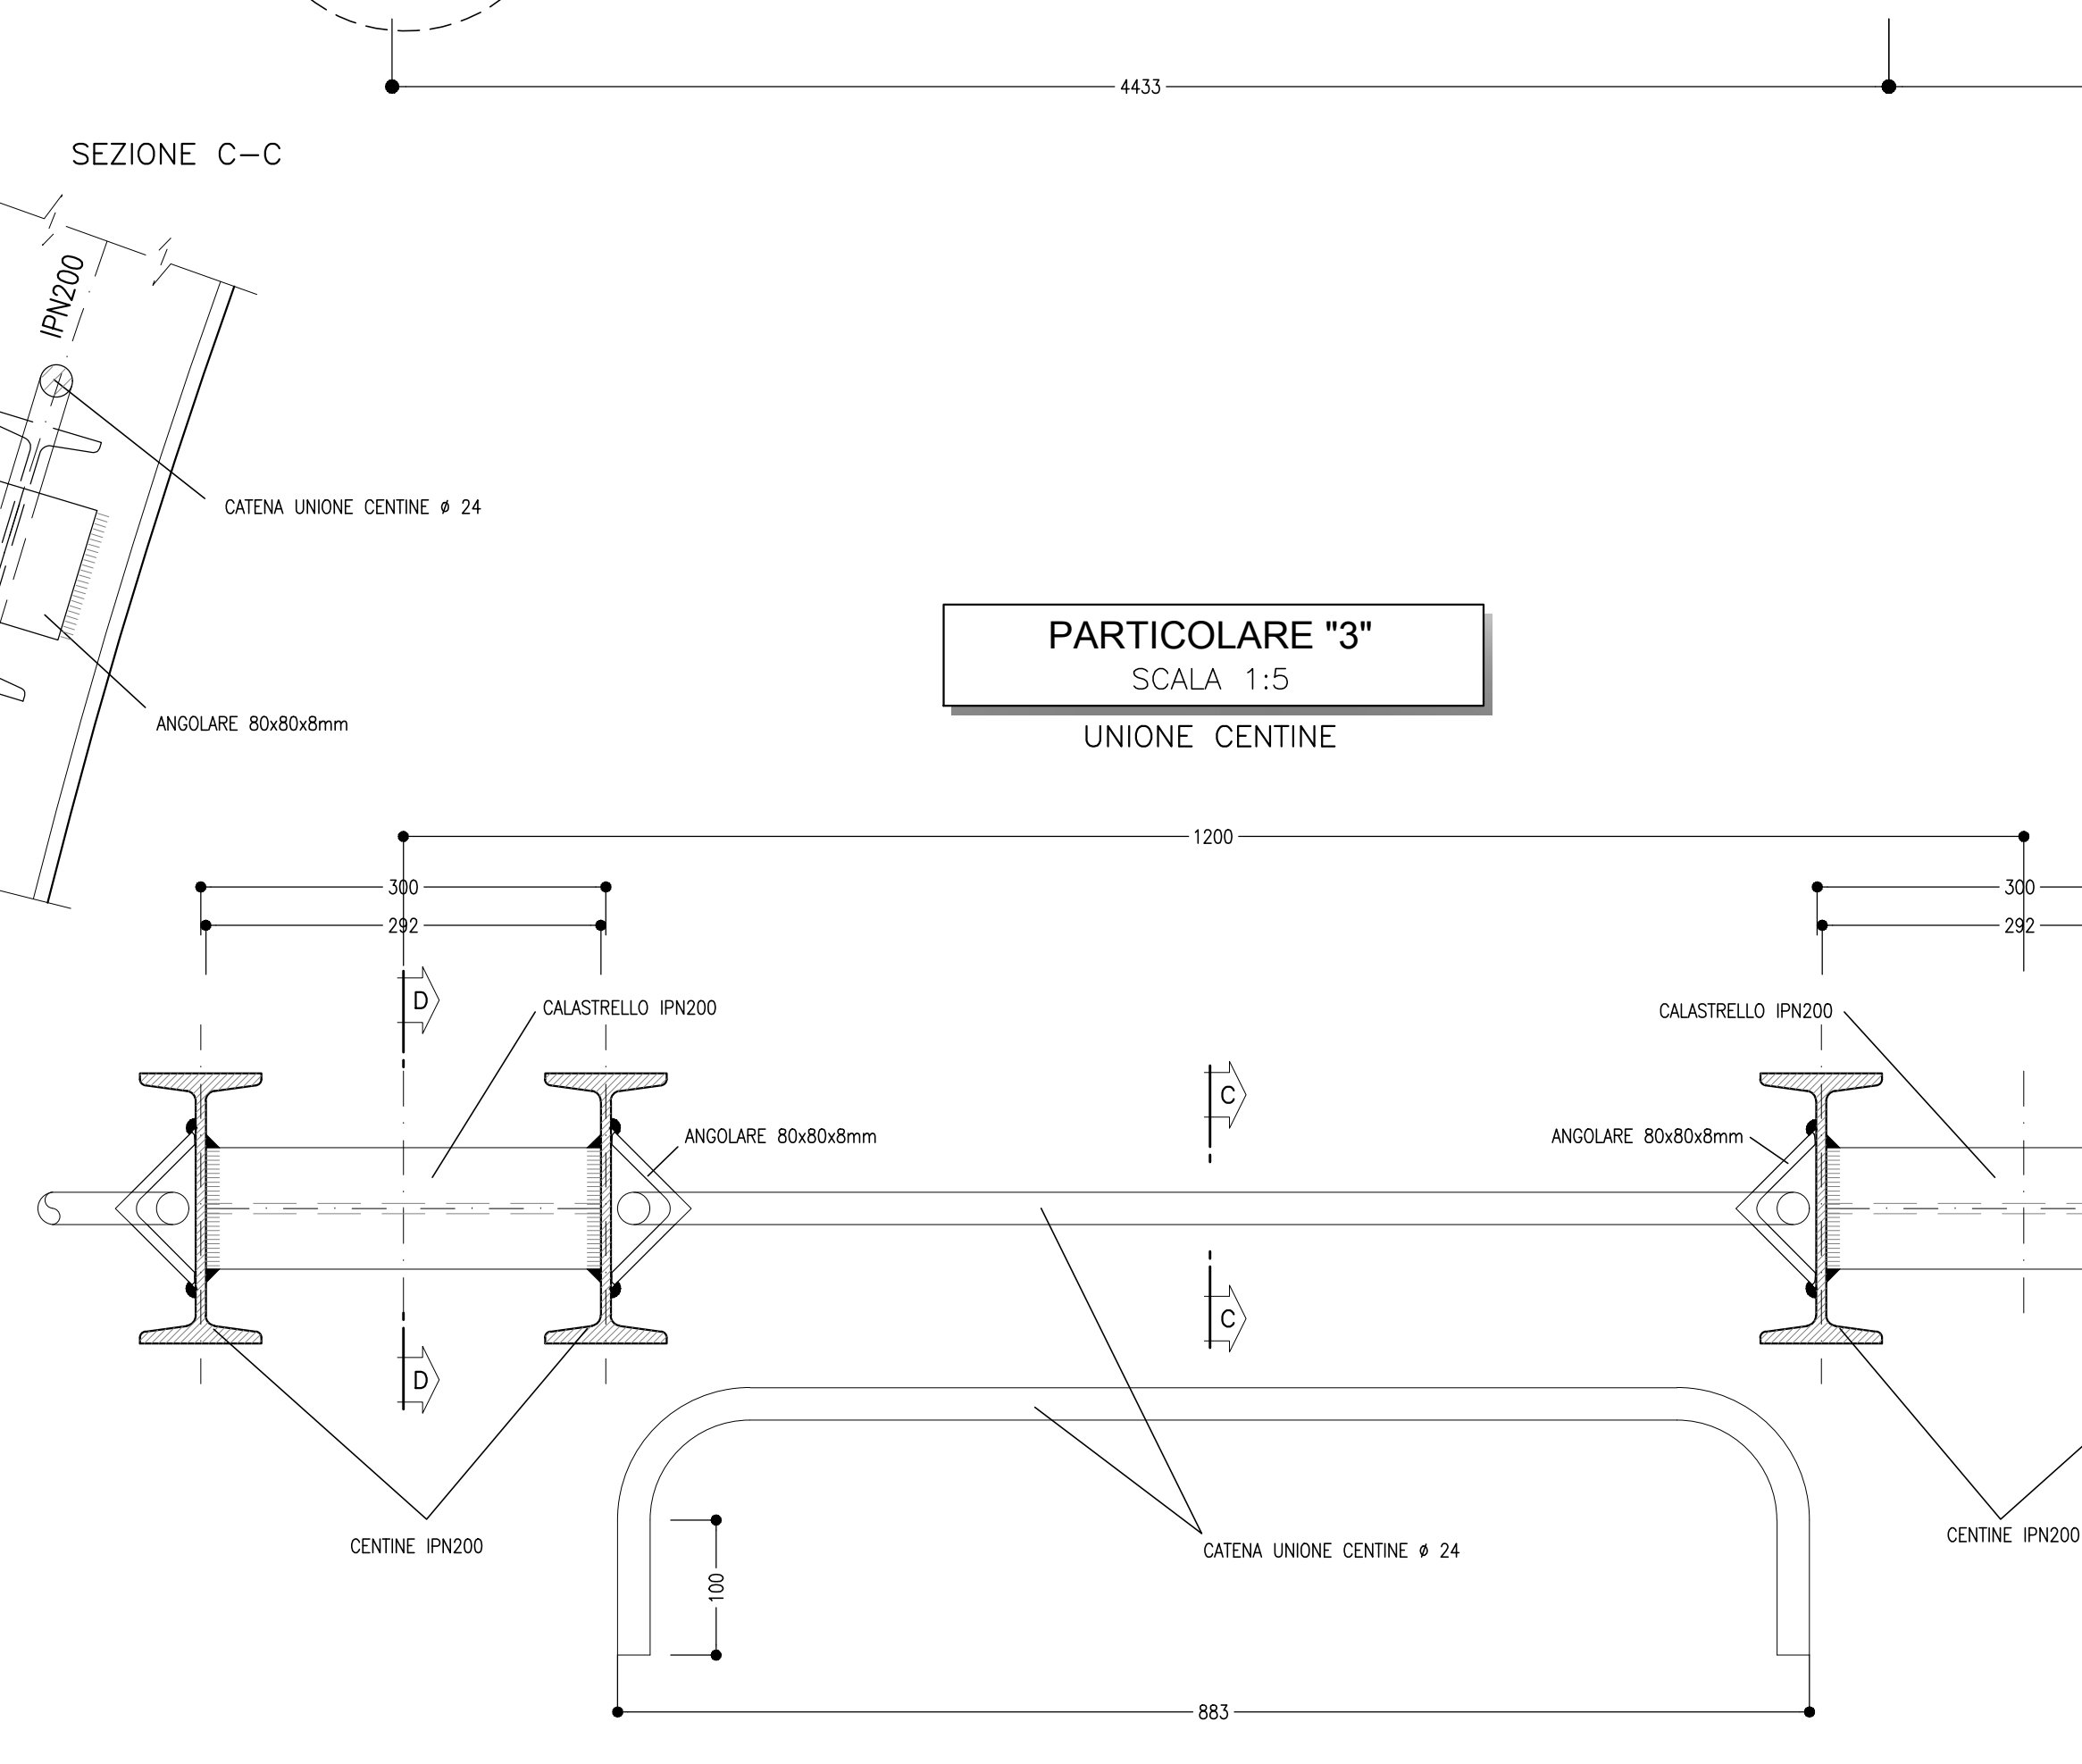 4433
SEZIONE C-C
IPN200
CATENA UNIONE CENTINE ø 24
ANGOLARE 80x80x8mm
PARTICOLARE "3"
SCALA 1:5
UNIONE CENTINE
1200
300
300
292
292
D
CALASTRELLO IPN200
CALASTRELLO IPN200
C
ANGOLARE 80x80x8mm
ANGOLARE 80x80x8mm
C
D
CENTINE IPN200
CENTINE IPN200
CATENA UNIONE CENTINE ø 24
100
883